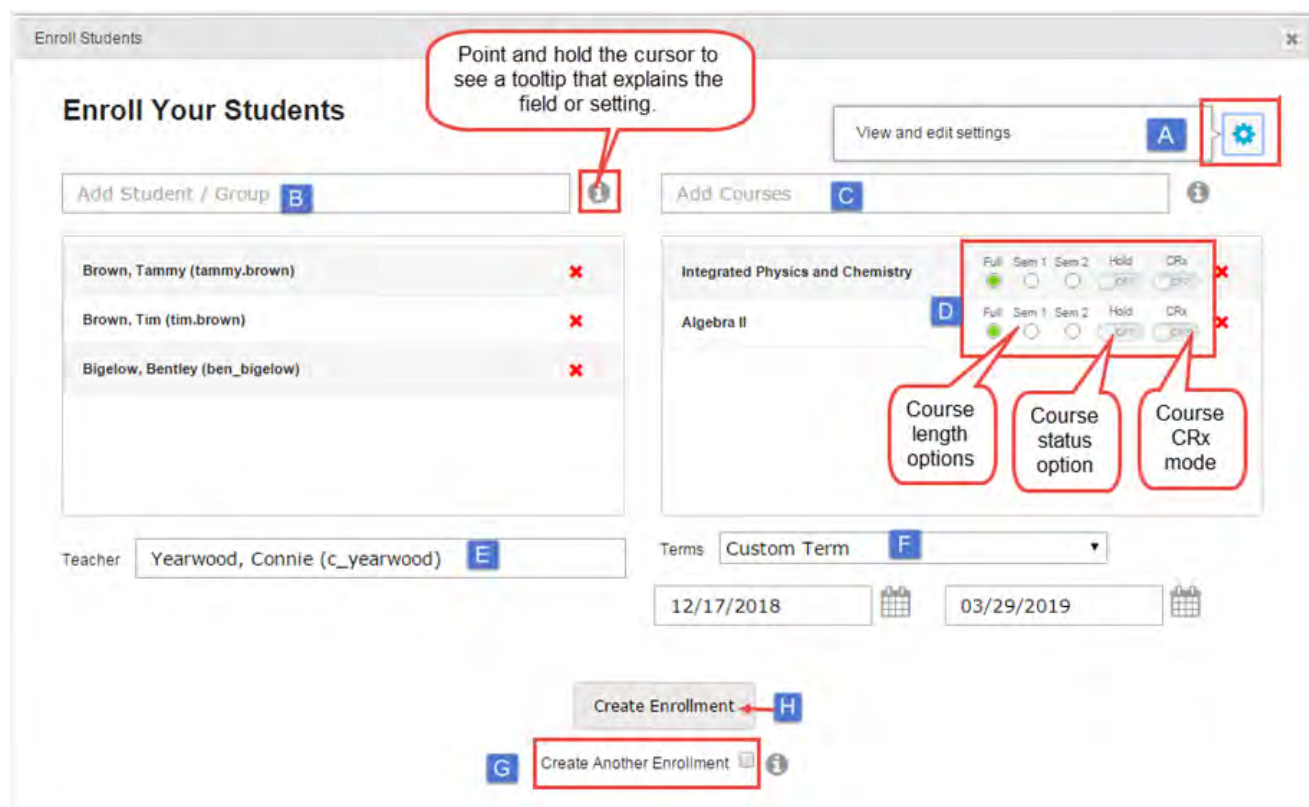 Enroll Students
Point and hold the cursor to
see a tooltip that explains the
field or setting.
Enroll Your Students
View and edit settings
A
Add Student / Group
B
Add Courses
C
Brown, Tammy (tammy.brown)
Brown, Tim (tim.brown)
Bigelow, Bentley (ben_bigelow)
Integrated Physics and Chemistry
Full Sem 1 Sem 2 Hold CRx
OFF OFF
Algebra II
D
Full Sem 1 Sem 2 Hold CRx
OFF OFF
Course
length
options
Course
status
option
Course
CRx
mode
Teacher
Yearwood, Connie (c_yearwood)
E
Terms
Custom Term
F
12/17/2018
03/29/2019
Create Enrollment
H
G
Create Another Enrollment